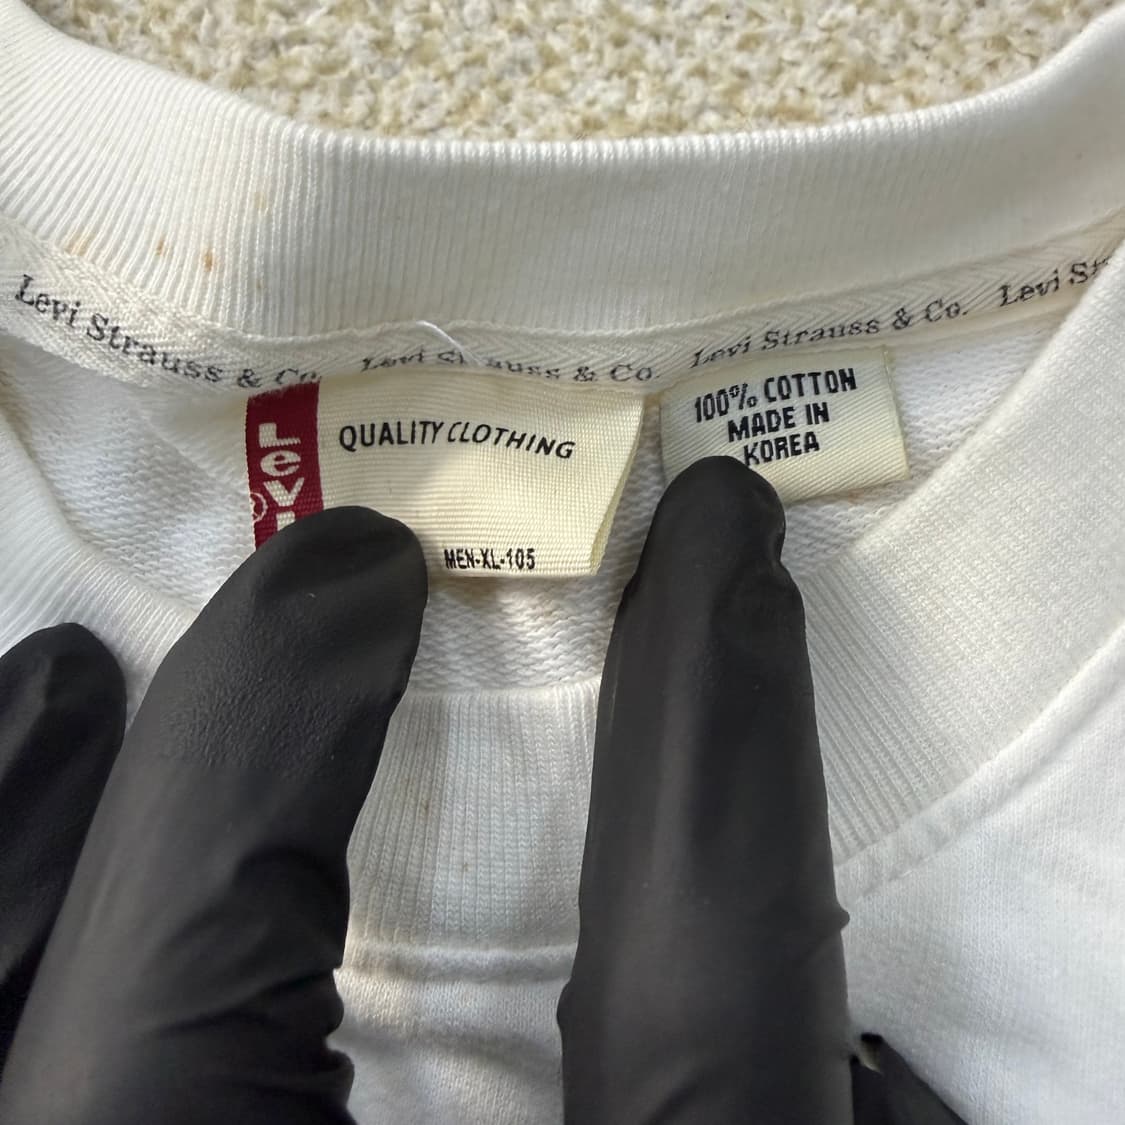 Levi Strauss & Co.
Levi Strauss & Co.
Levi Strauss & Co.
Levi
Levi
®
QUALITY CLOTHING
MEN-XL-105
100% COTTON
MADE IN
KOREA